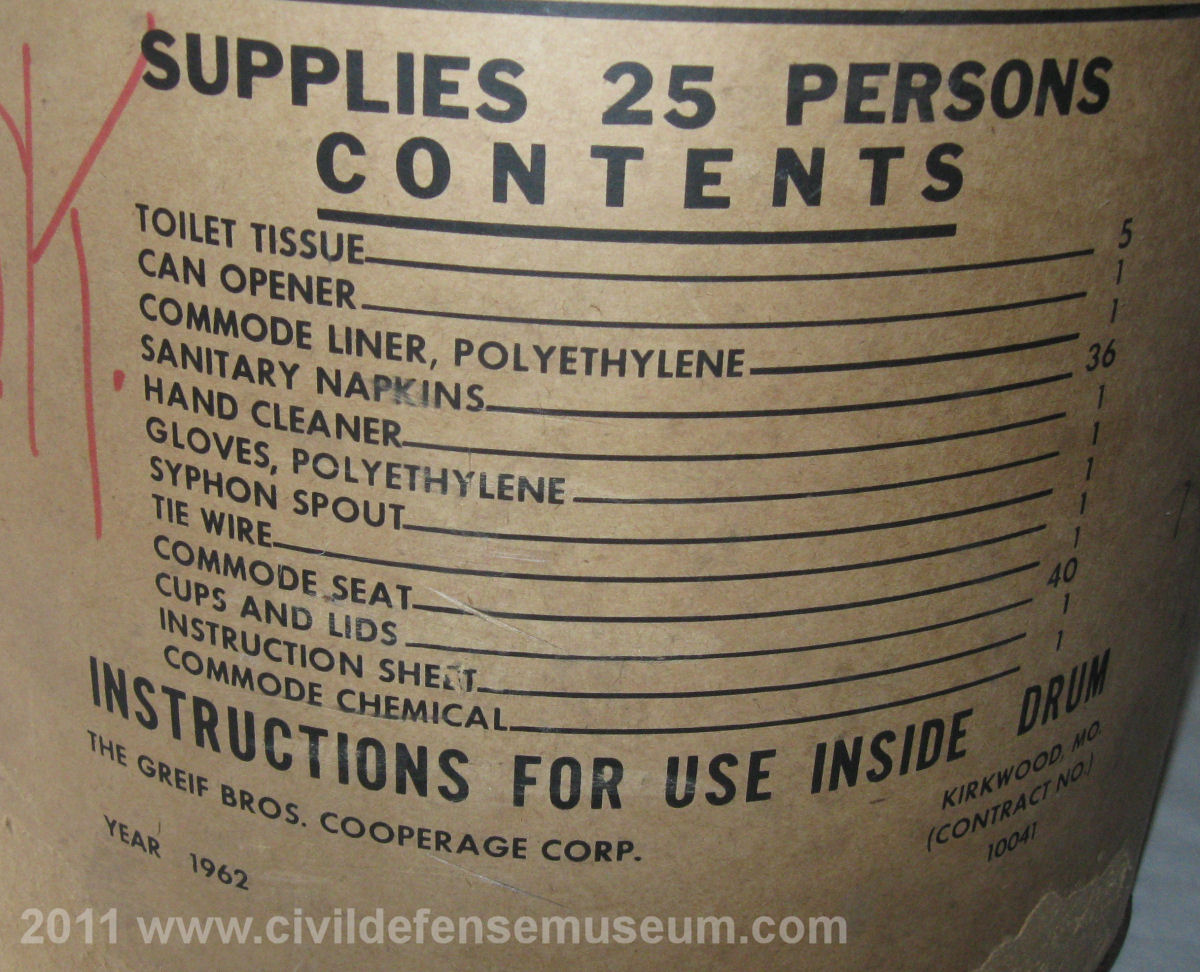 SUPPLIES 25 PERSONS
CONTENTS
TOILET TISSUE 5
CAN OPENER 1
COMMODE LINER, POLYETHYLENE 1
SANITARY NAPKINS 36
HAND CLEANER 1
GLOVES, POLYETHYLENE 1
SYPHON SPOUT 1
TIE WIRE 1
COMMODE SEAT 1
CUPS AND LIDS 40
INSTRUCTION SHEET 1
COMMODE CHEMICAL 1
INSTRUCTIONS FOR USE INSIDE DRUM
THE GREIF BROS. COOPERAGE CORP.
KIRKWOOD, MO.
(CONTRACT NO.)
10041
YEAR 1962
2011 www.civildefensemuseum.com